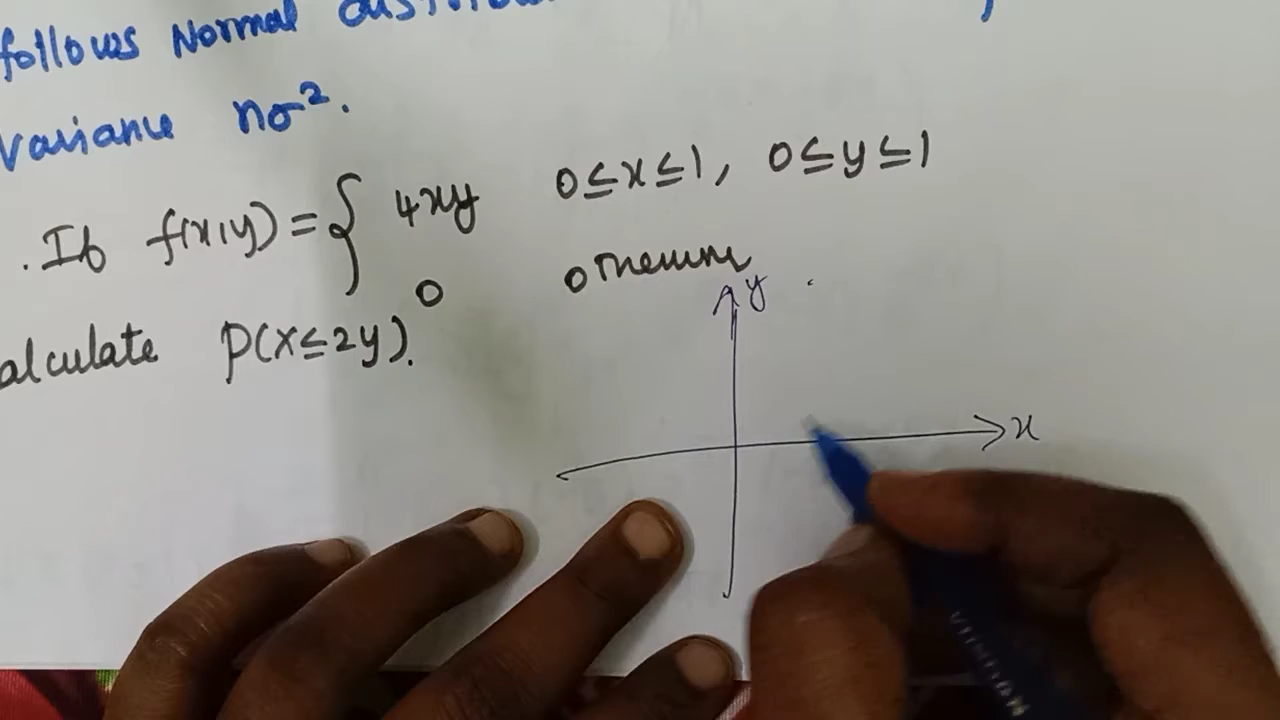 follows Normal
variance nσ².
. If f(x,y) = { 4xy 0≤x≤1, 0≤y≤1
0 otherwise
alculate P(X≤2Y).
y
x